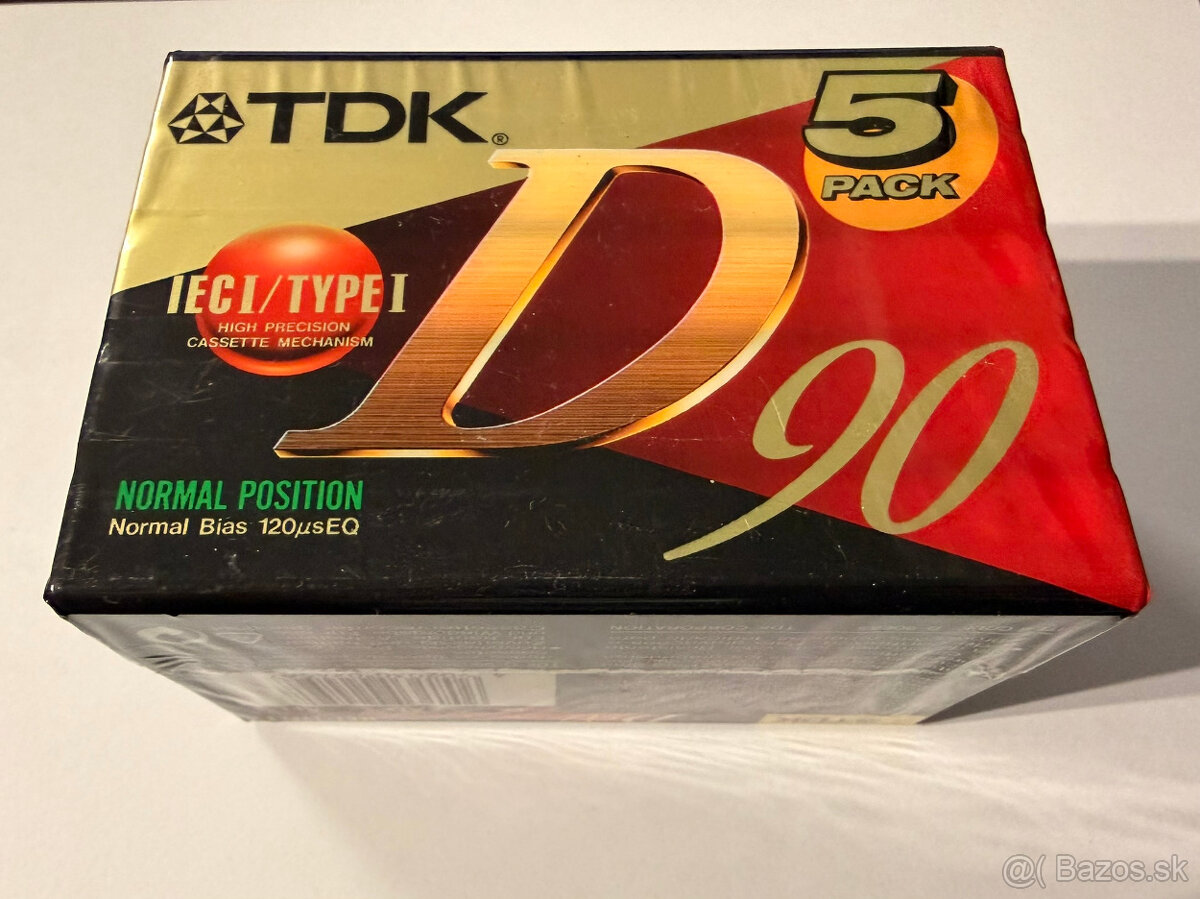 TDK®
5
PACK
IEC I/TYPE I
HIGH PRECISION
CASSETTE MECHANISM
D 90
NORMAL POSITION
Normal Bias 120μsEQ
@( Bazos.sk